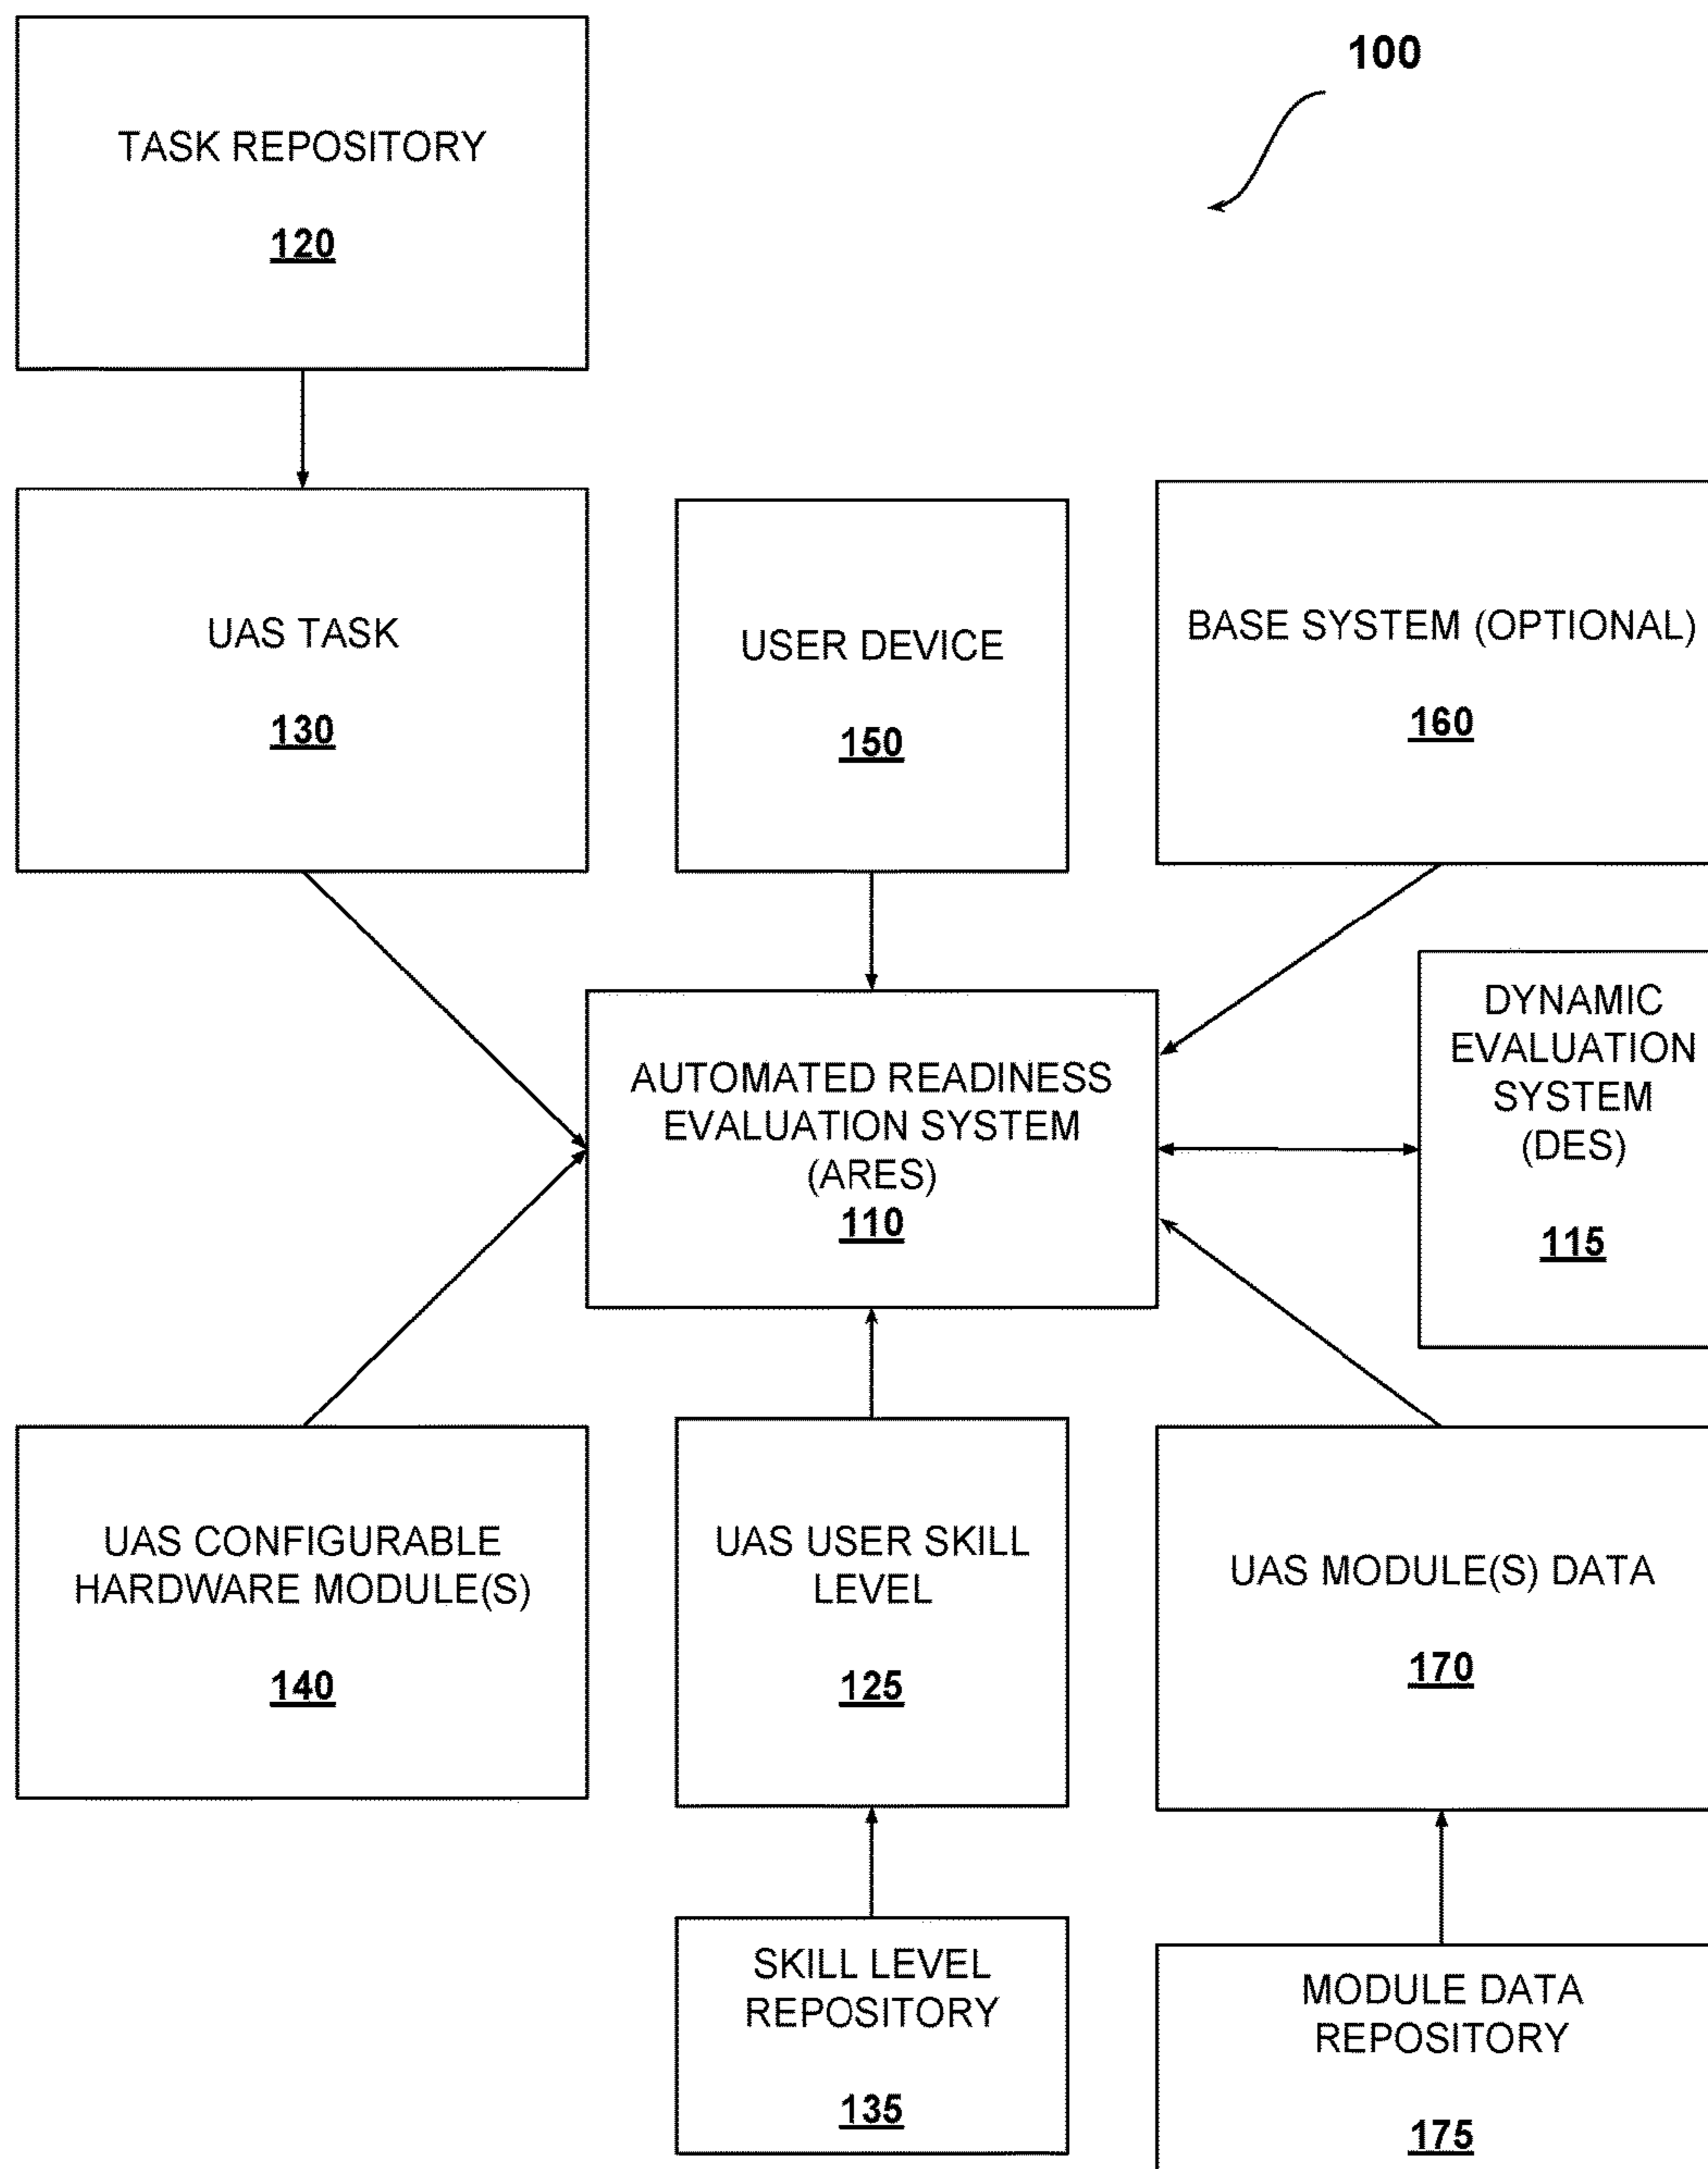 100
TASK REPOSITORY
120
UAS TASK
130
USER DEVICE
150
BASE SYSTEM (OPTIONAL)
160
AUTOMATED READINESS
EVALUATION SYSTEM
(ARES)
110
DYNAMIC
EVALUATION
SYSTEM
(DES)
115
UAS CONFIGURABLE
HARDWARE MODULE(S)
140
UAS USER SKILL
LEVEL
125
UAS MODULE(S) DATA
170
SKILL LEVEL
REPOSITORY
135
MODULE DATA
REPOSITORY
175